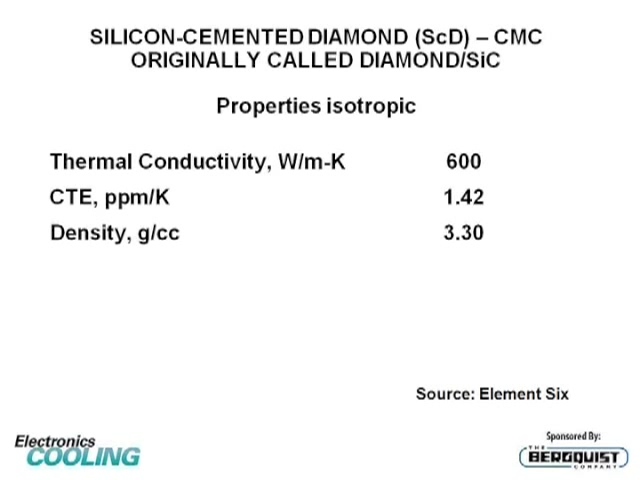 SILICON-CEMENTED DIAMOND (ScD) – CMC
ORIGINALLY CALLED DIAMOND/SiC
Properties isotropic
Thermal Conductivity, W/m-K 600
CTE, ppm/K 1.42
Density, g/cc 3.30
Source: Element Six
Electronics
COOLING
Sponsored By:
THE
BERGQUIST
COMPANY